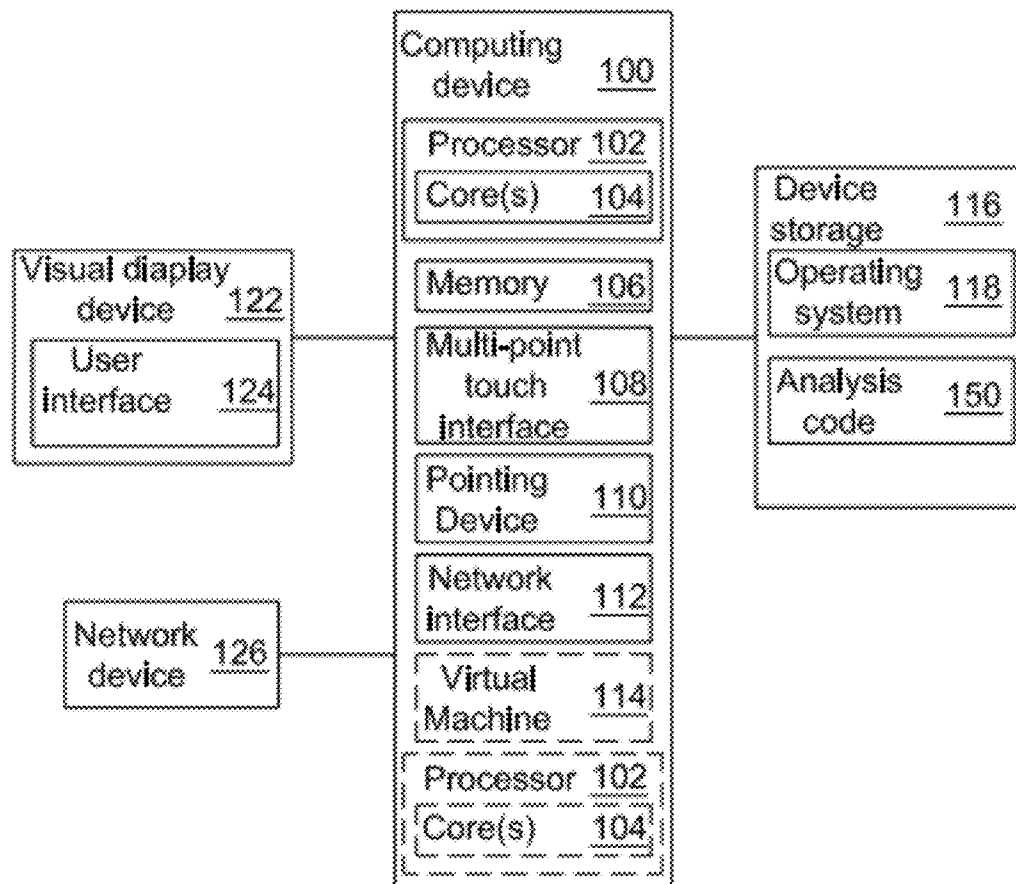 Computing
device 100
Processor 102
Core(s) 104
Memory 106
Multi-point
touch 108
interface
Pointing
Device 110
Network
interface 112
Virtual
Machine 114
Processor 102
Core(s) 104
Visual diaplay
device 122
User
interface 124
Network
device 126
Device
storage 116
Operating
system 118
Analysis
code 150